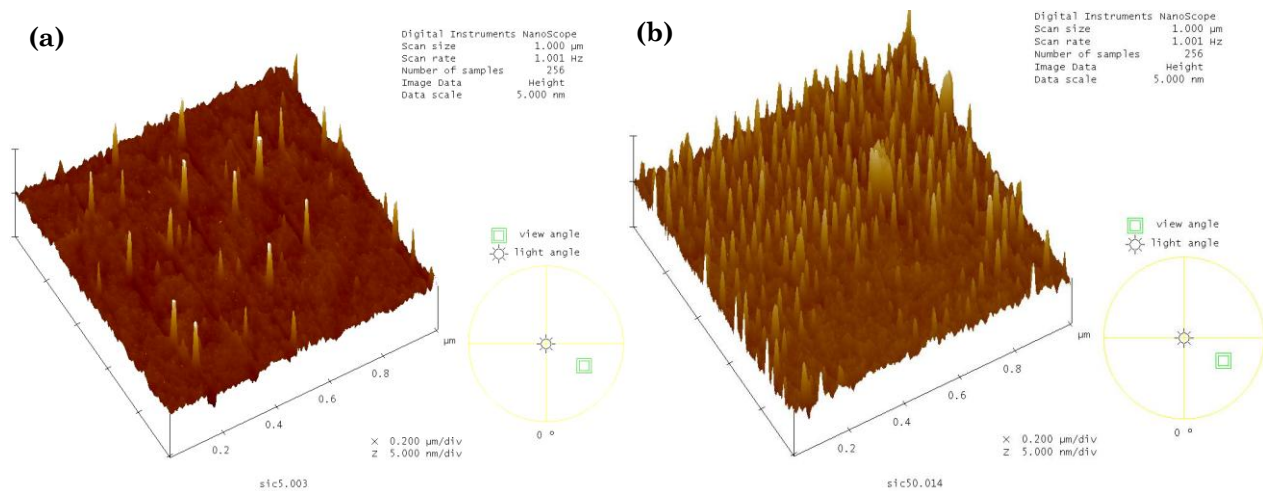 (a)
Digital Instruments NanoScope
Scan size 1.000 µm
Scan rate 1.001 Hz
Number of samples 256
Image Data Height
Data scale 5.000 nm
view angle
light angle
µm
0.8
0.6
0.4
0.2
0 º
X 0.200 µm/div
Z 5.000 nm/div
sic5.003
(b)
Digital Instruments NanoScope
Scan size 1.000 µm
Scan rate 1.001 Hz
Number of samples 256
Image Data Height
Data scale 5.000 nm
view angle
light angle
µm
0.8
0.6
0.4
0.2
0 º
X 0.200 µm/div
Z 5.000 nm/div
sic50.014